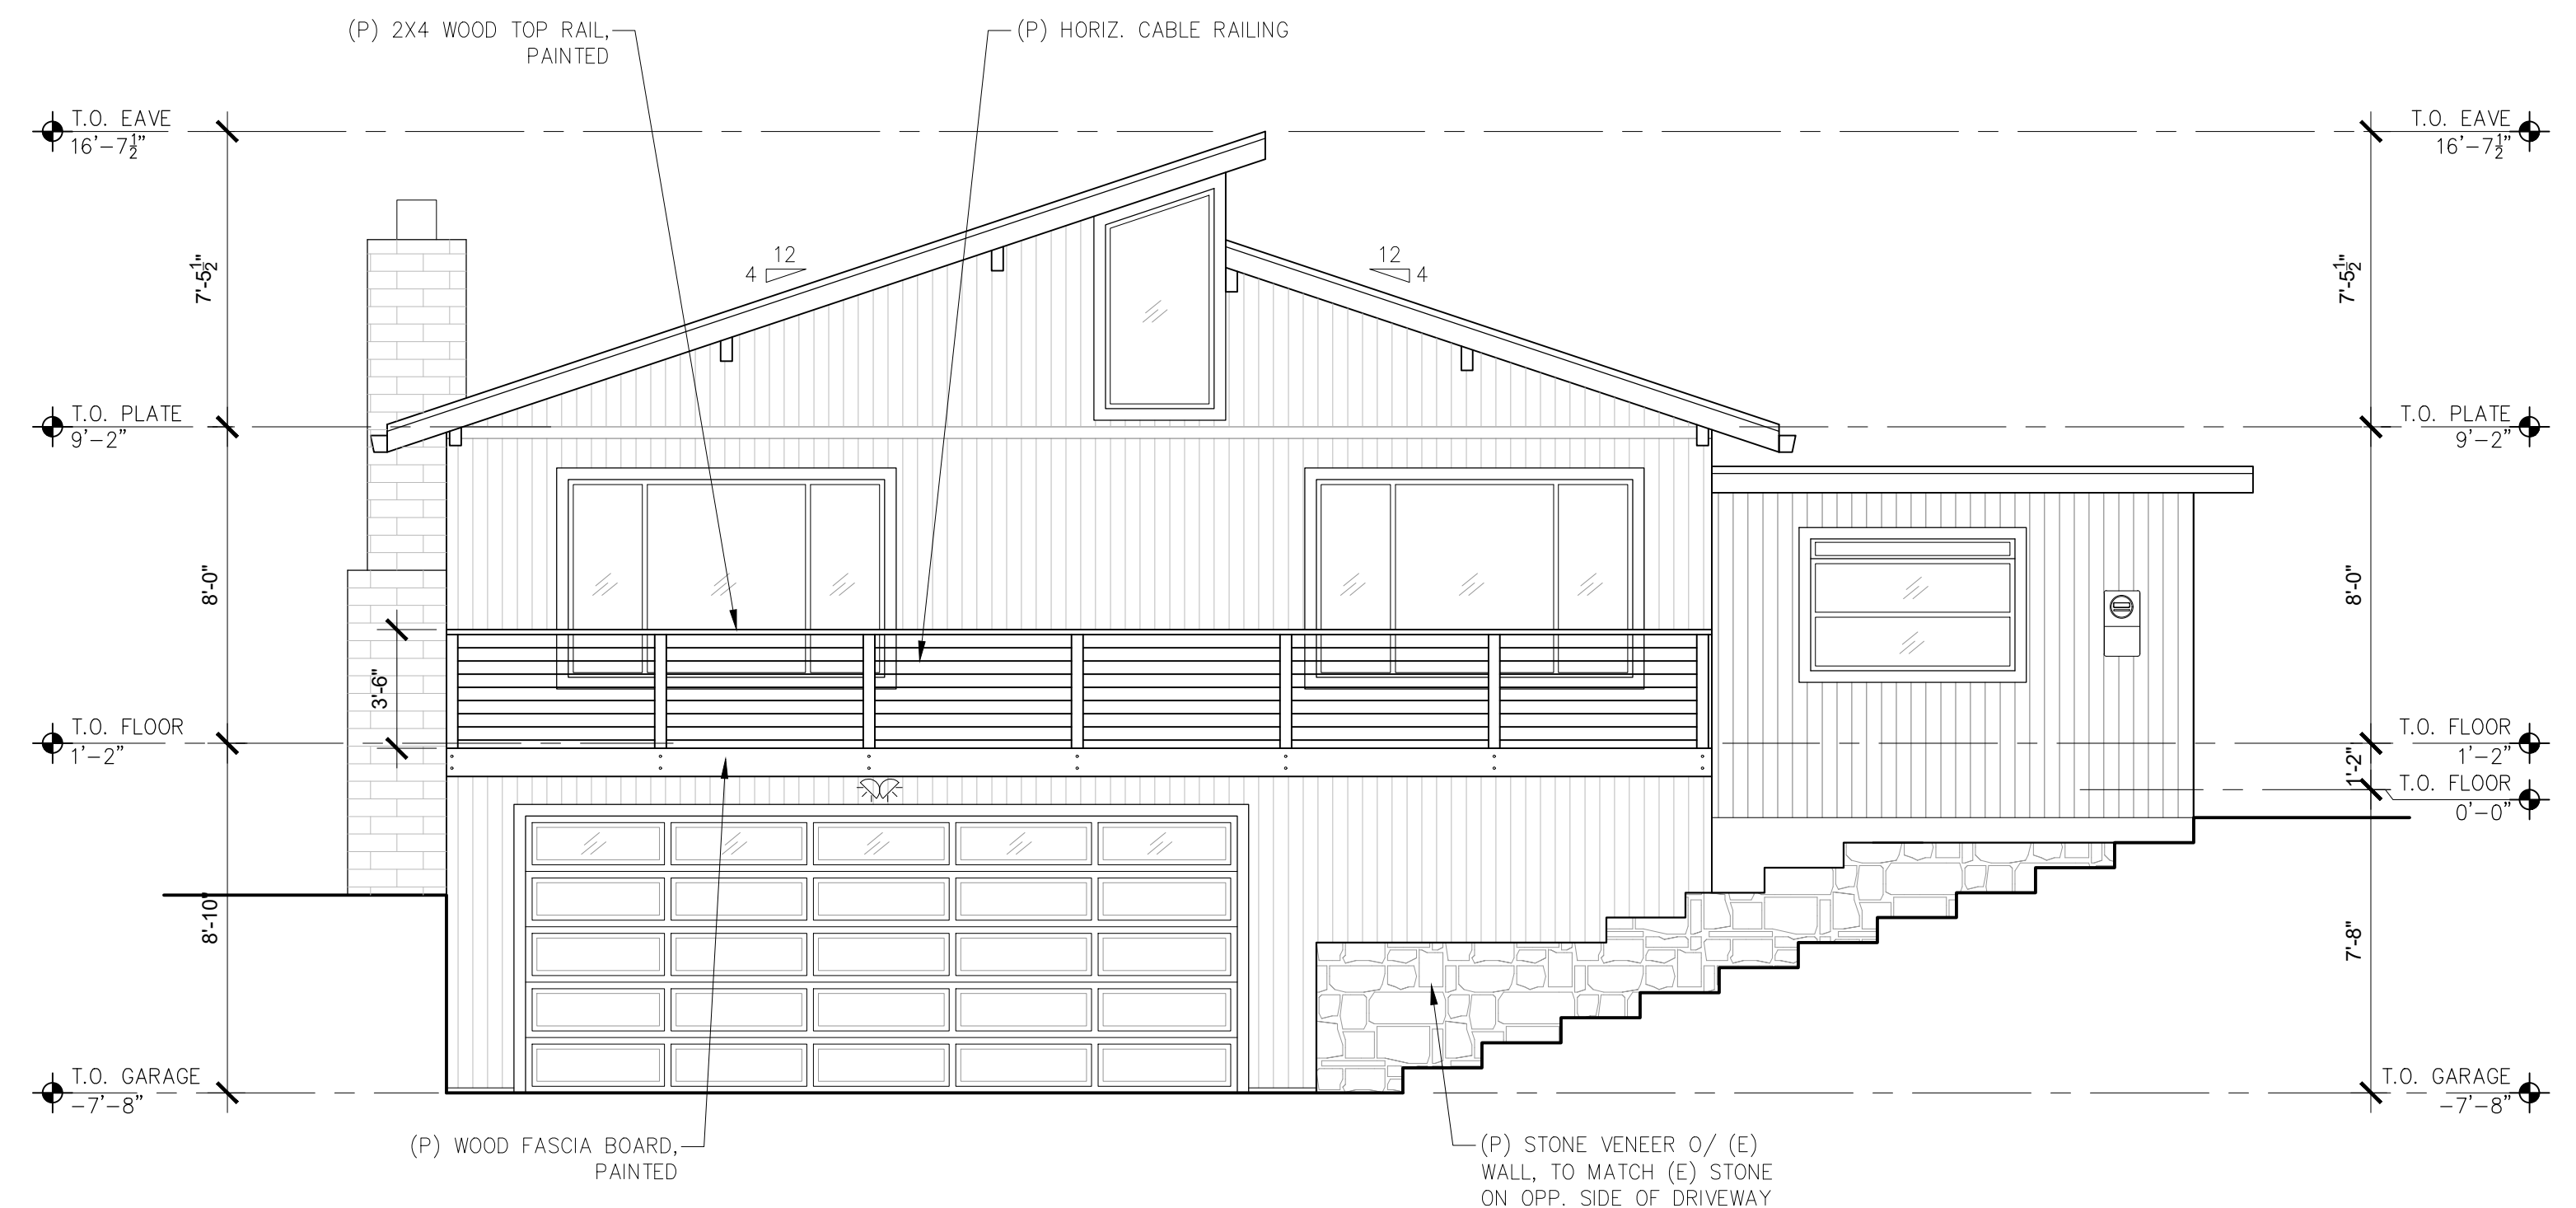 (P) 2X4 WOOD TOP RAIL,
PAINTED
(P) HORIZ. CABLE RAILING
T.O. EAVE
16'-7½"
T.O. EAVE
16'-7½"
7'-5½"
12
4
12
4
7'-5½"
T.O. PLATE
9'-2"
T.O. PLATE
9'-2"
8'-0"
8'-0"
3'-6"
T.O. FLOOR
1'-2"
T.O. FLOOR
1'-2"
1'-2"
T.O. FLOOR
0'-0"
8'-10"
7'-8"
T.O. GARAGE
-7'-8"
T.O. GARAGE
-7'-8"
(P) WOOD FASCIA BOARD,
PAINTED
(P) STONE VENEER O/ (E)
WALL, TO MATCH (E) STONE
ON OPP. SIDE OF DRIVEWAY